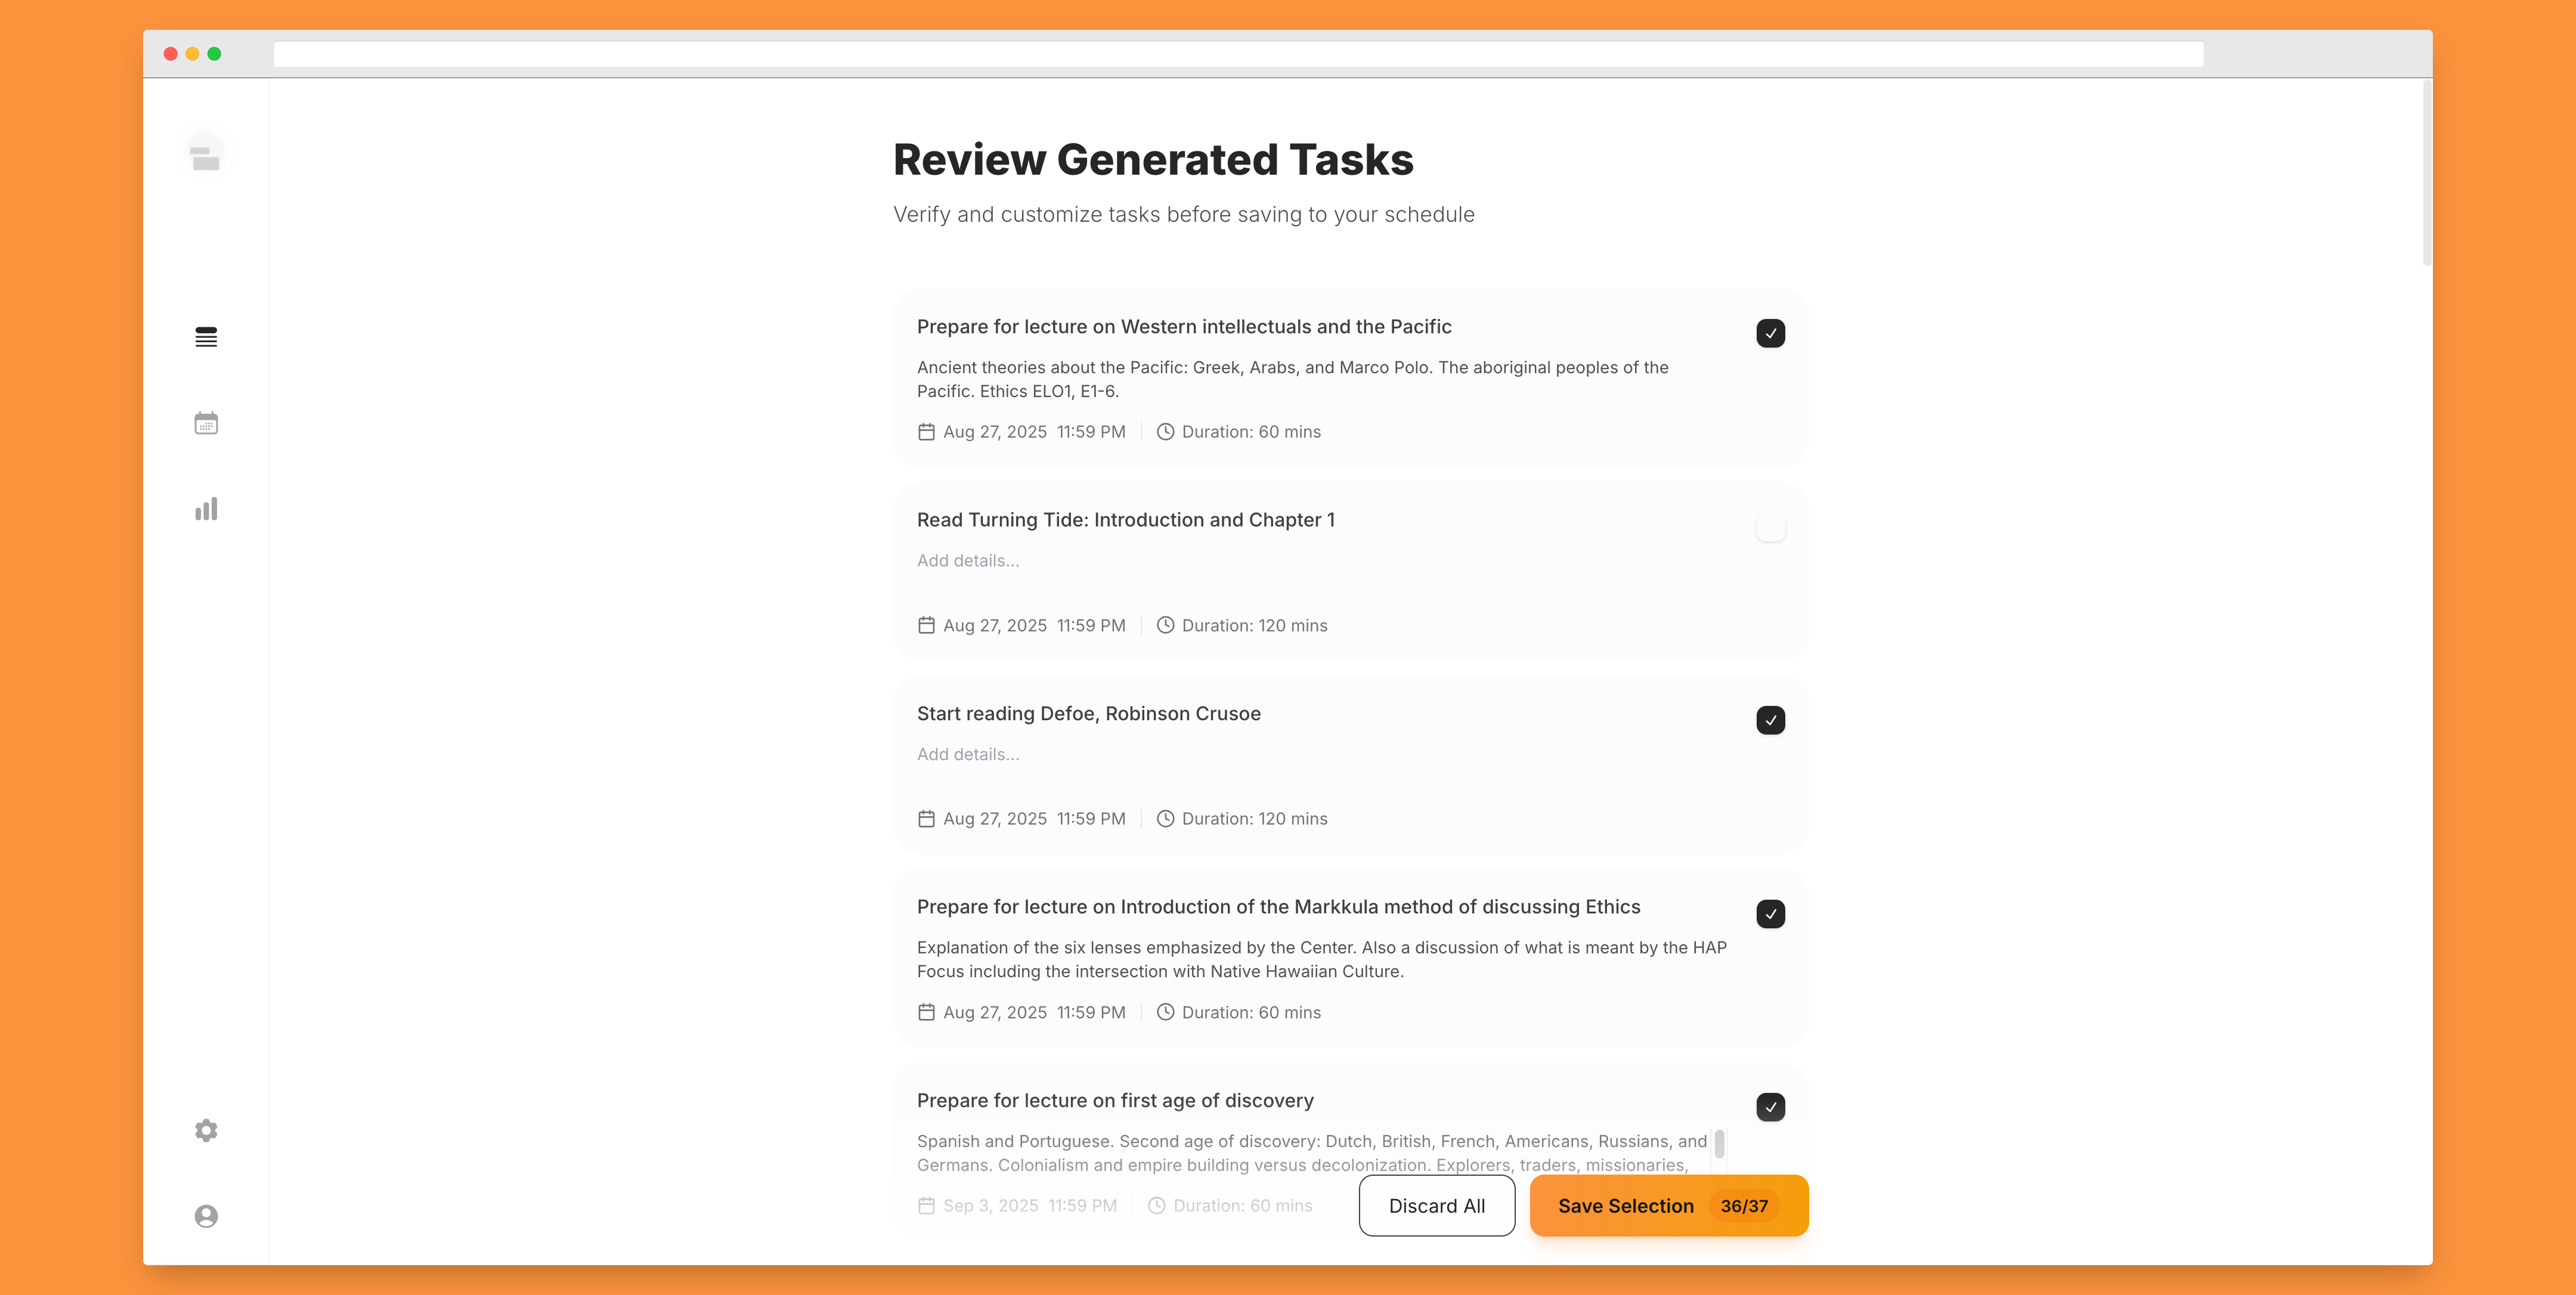 Review Generated Tasks
Verify and customize tasks before saving to your schedule
Prepare for lecture on Western intellectuals and the Pacific
Ancient theories about the Pacific: Greek, Arabs, and Marco Polo. The aboriginal peoples of the
Pacific. Ethics ELO1, E1-6.
Aug 27, 2025 11:59 PM Duration: 60 mins
Read Turning Tide: Introduction and Chapter 1
Add details...
Aug 27, 2025 11:59 PM Duration: 120 mins
Start reading Defoe, Robinson Crusoe
Add details...
Aug 27, 2025 11:59 PM Duration: 120 mins
Prepare for lecture on Introduction of the Markkula method of discussing Ethics
Explanation of the six lenses emphasized by the Center. Also a discussion of what is meant by the HAP
Focus including the intersection with Native Hawaiian Culture.
Aug 27, 2025 11:59 PM Duration: 60 mins
Prepare for lecture on first age of discovery
Spanish and Portuguese. Second age of discovery: Dutch, British, French, Americans, Russians, and
Germans. Colonialism and empire building versus decolonization. Explorers, traders, missionaries,
Sep 3, 2025 11:59 PM Duration: 60 mins
Discard All Save Selection 36/37